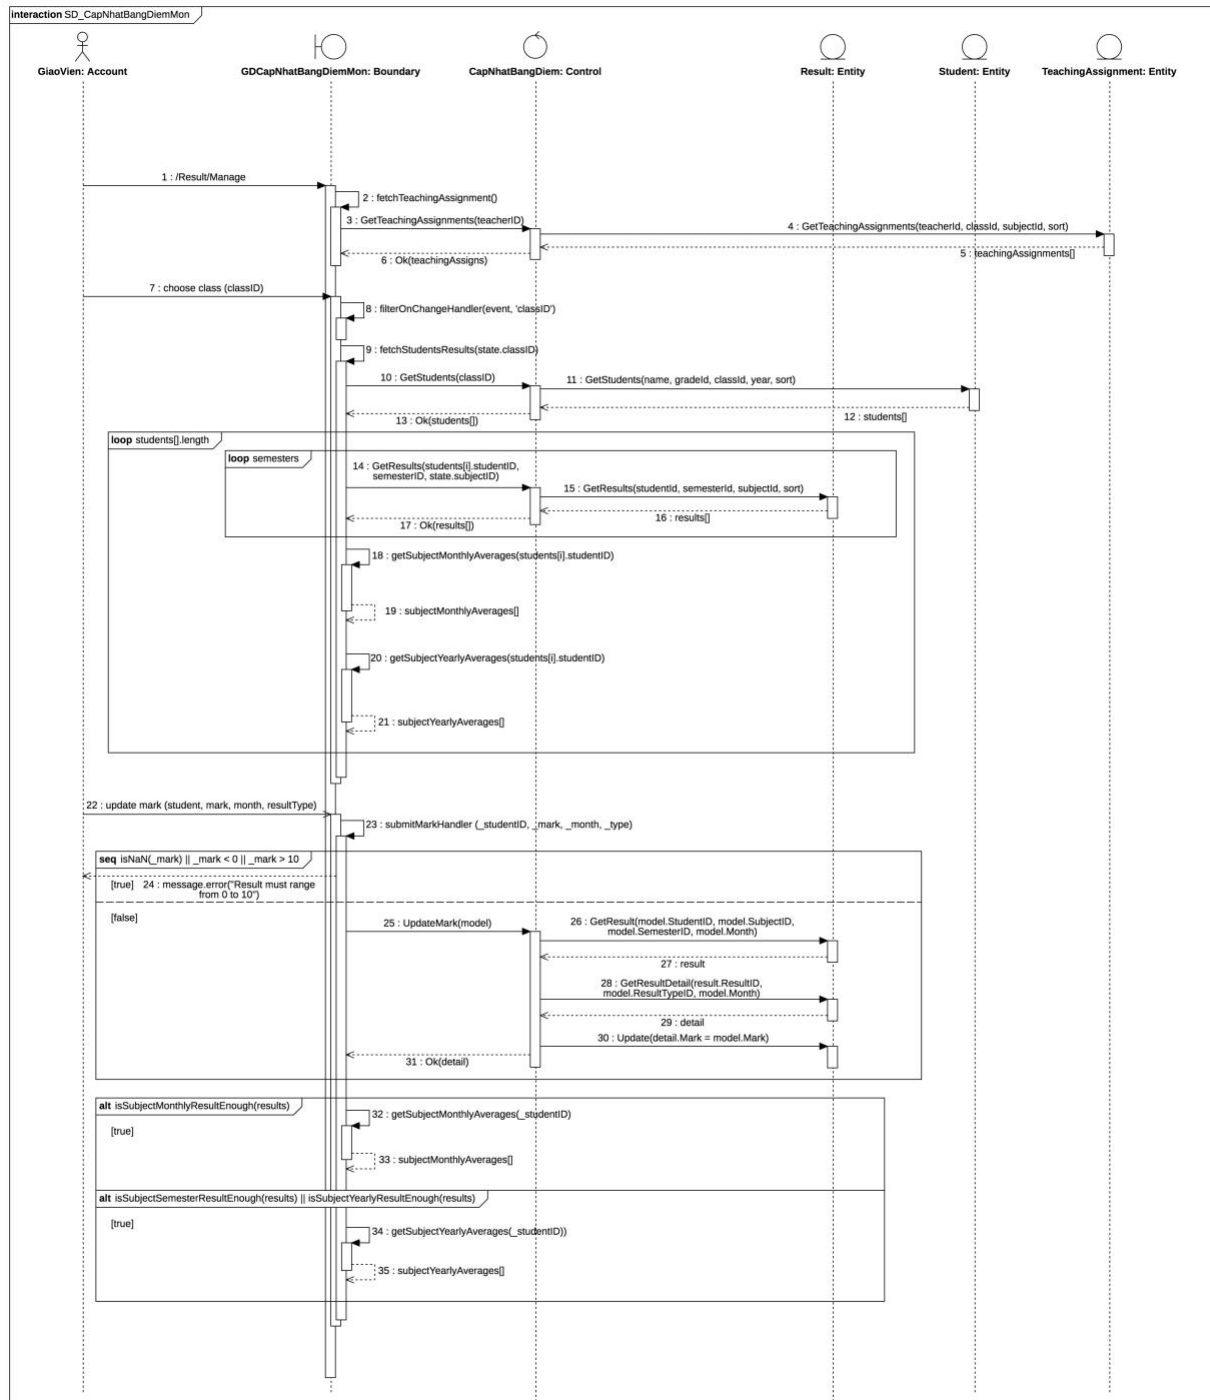 interaction SD_CapNhatBangDiemMon
GiaoVien: Account
GDCapNhatBangDiemMon: Boundary
CapNhatBangDiem: Control
Result: Entity
Student: Entity
TeachingAssignment: Entity
1 : /Result/Manage
2 : fetchTeachingAssignment()
3 : GetTeachingAssignments(teacherID)
4 : GetTeachingAssignments(teacherId, classId, subjectId, sort)
5 : teachingAssignments[]
6 : Ok(teachingAssigns)
7 : choose class (classID)
8 : filterOnChangeHandler(event, 'classID')
9 : fetchStudentsResults(state.classID)
10 : GetStudents(classID)
11 : GetStudents(name, gradeId, classId, year, sort)
12 : students[]
13 : Ok(students[])
loop students[].length
loop semesters
14 : GetResults(students[i].studentID,
semesterID, state.subjectID)
15 : GetResults(studentId, semesterId, subjectId, sort)
16 : results[]
17 : Ok(results[])
18 : getSubjectMonthlyAverages(students[i].studentID)
19 : subjectMonthlyAverages[]
20 : getSubjectYearlyAverages(students[i].studentID)
21 : subjectYearlyAverages[]
22 : update mark (student, mark, month, resultType)
23 : submitMarkHandler (_studentID, _mark, _month, _type)
seq isNaN(_mark) || _mark < 0 || _mark > 10
[true] 24 : message.error("Result must range
from 0 to 10")
[false]
25 : UpdateMark(model)
26 : GetResult(model.StudentID, model.SubjectID,
model.SemesterID, model.Month)
27 : result
28 : GetResultDetail(result.ResultID,
model.ResultTypeID, model.Month)
29 : detail
30 : Update(detail.Mark = model.Mark)
31 : Ok(detail)
alt isSubjectMonthlyResultEnough(results)
32 : getSubjectMonthlyAverages(_studentID)
[true]
33 : subjectMonthlyAverages[]
alt isSubjectSemesterResultEnough(results) || isSubjectYearlyResultEnough(results)
[true]
34 : getSubjectYearlyAverages(_studentID))
35 : subjectYearlyAverages[]